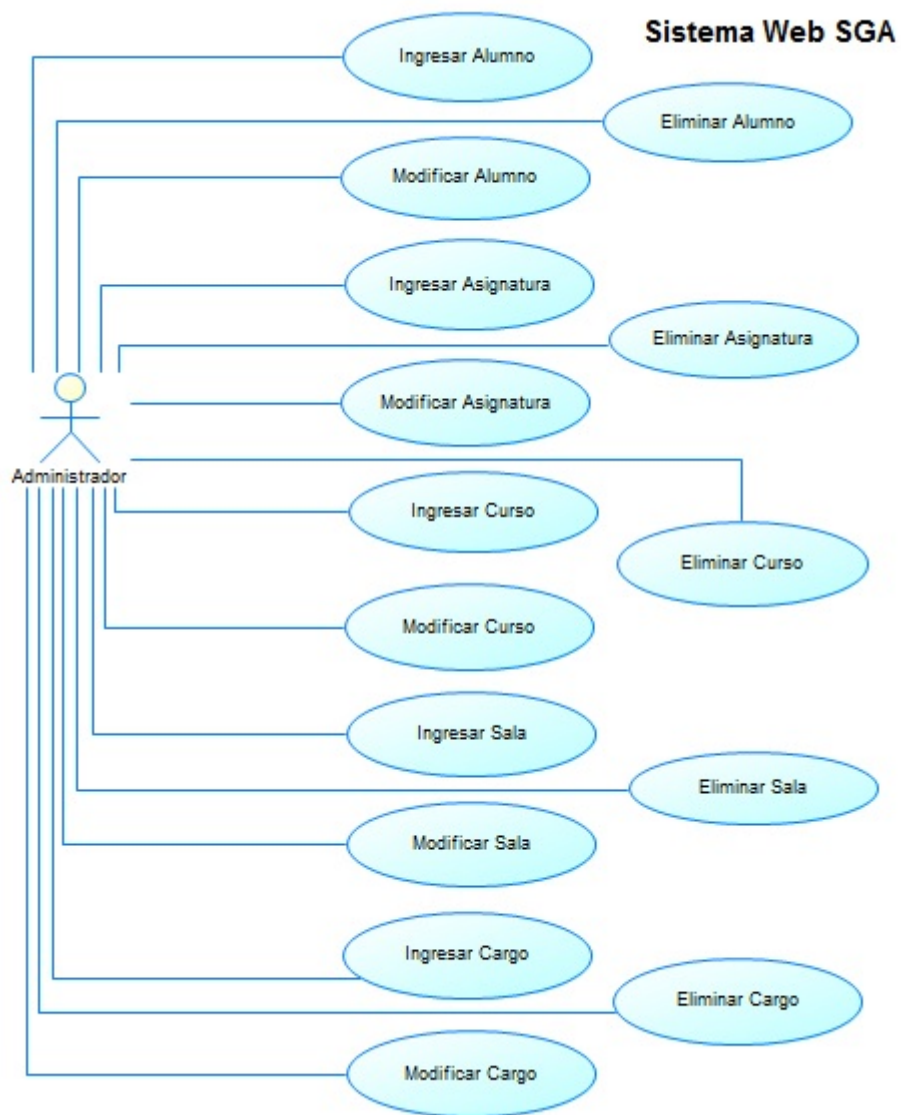 Sistema Web SGA
Ingresar Alumno
Eliminar Alumno
Modificar Alumno
Ingresar Asignatura
Eliminar Asignatura
Modificar Asignatura
Administrador
Ingresar Curso
Eliminar Curso
Modificar Curso
Ingresar Sala
Eliminar Sala
Modificar Sala
Ingresar Cargo
Eliminar Cargo
Modificar Cargo